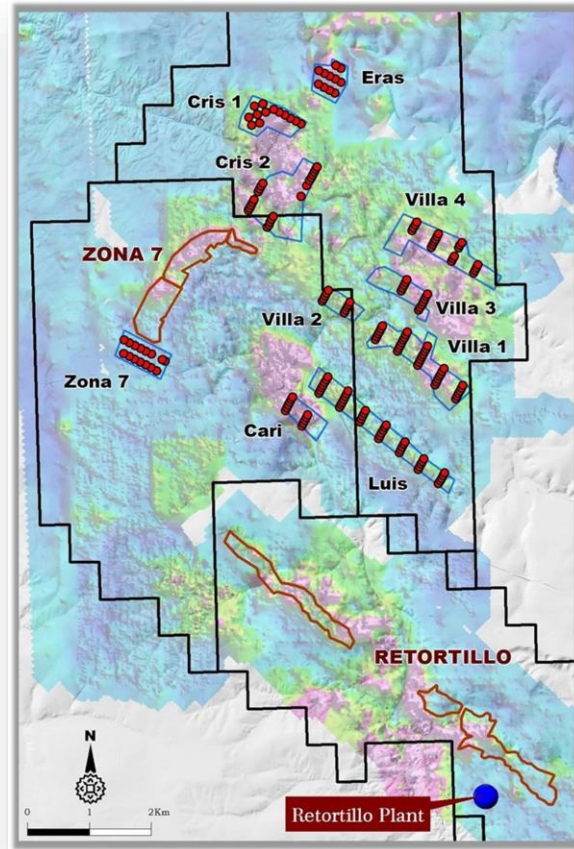 Eras
Cris 1
Cris 2
Villa 4
ZONA 7
Villa 3
Villa 2
Villa 1
Zona 7
Cari
Luis
RETORTILLO
N
0 1 2Km
Retortillo Plant